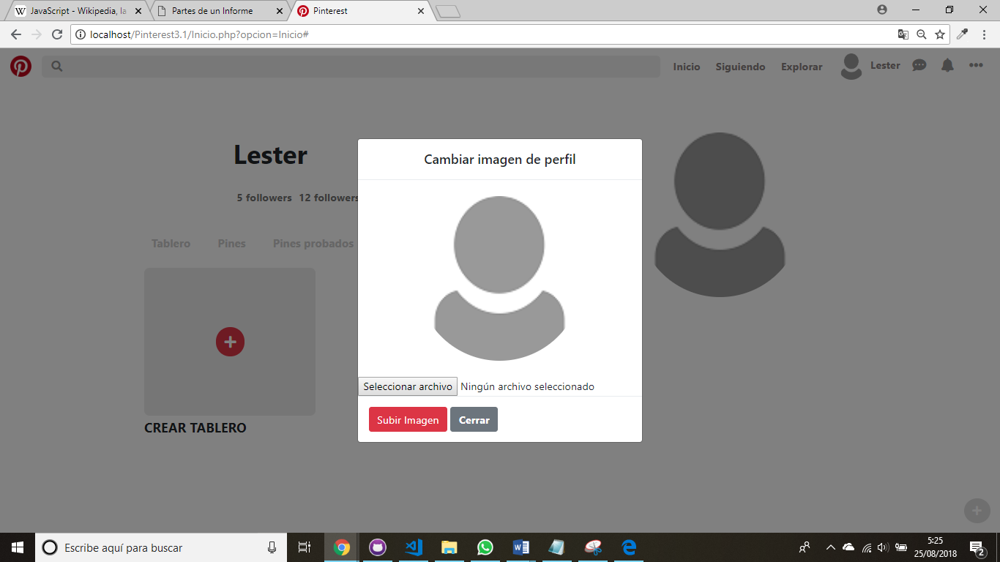 JavaScript - Wikipedia, la
Partes de un Informe
Pinterest
localhost/Pinterest3.1/Inicio.php?opcion=Inicio#
Inicio
Siguiendo
Explorar
Lester
Lester
5 followers 12 followers
Tablero
Pines
Pines probados
CREAR TABLERO
Cambiar imagen de perfil
Seleccionar archivo Ningún archivo seleccionado
Subir Imagen
Cerrar
Escribe aquí para buscar
5:25
25/08/2018
2